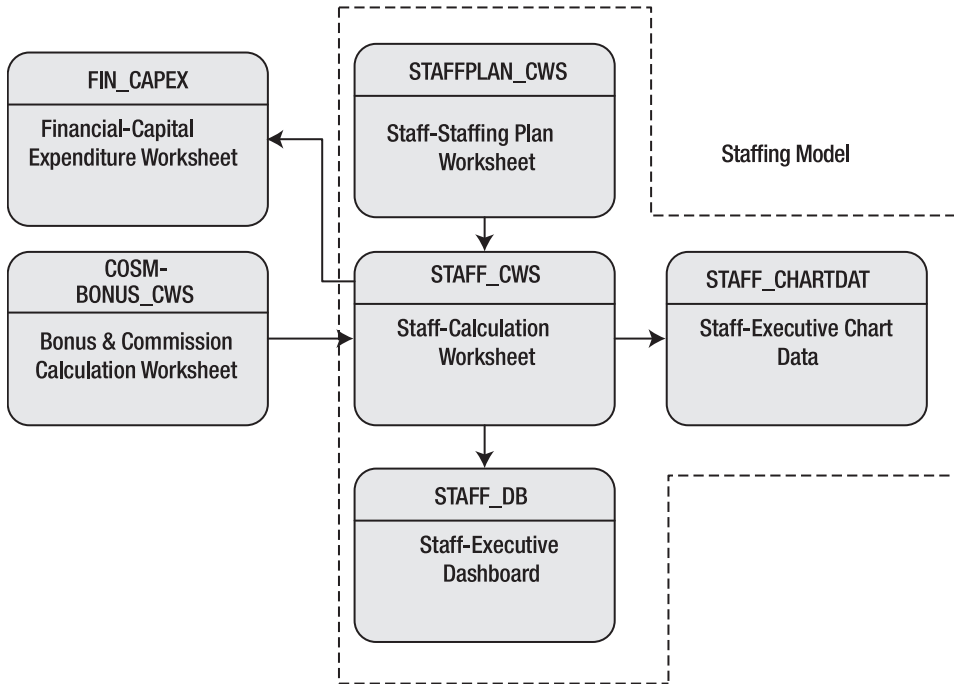 FIN_CAPEX
Financial-Capital
Expenditure Worksheet
STAFFPLAN_CWS
Staff-Staffing Plan
Worksheet
Staffing Model
COSM-
BONUS_CWS
Bonus & Commission
Calculation Worksheet
STAFF_CWS
Staff-Calculation
Worksheet
STAFF_CHARTDAT
Staff-Executive Chart
Data
STAFF_DB
Staff-Executive
Dashboard